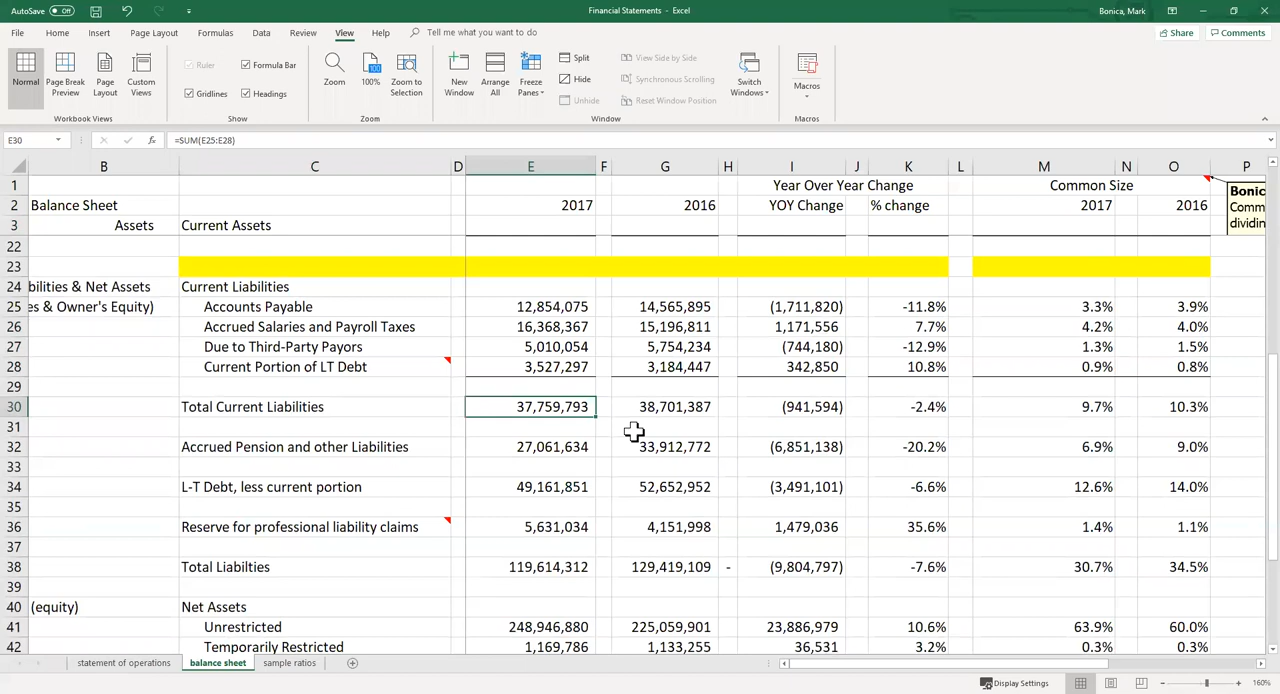 AutoSave Off Financial Statements - Excel Bonica, Mark
File Home Insert Page Layout Formulas Data Review View Help Tell me what you want to do Share Comments
Normal Page Break Preview Page Layout Custom Views
Ruler Formula Bar
Gridlines Headings
Zoom 100% Zoom to Selection
New Window Arrange All Freeze Panes
Split
Hide
Unhide
View Side by Side
Synchronous Scrolling
Reset Window Position
Switch Windows Macros
Workbook Views Show Zoom Window Macros
E30 fx =SUM(E25:E28)
B C D E F G H I J K L M N O P
1 Year Over Year Change Common Size
2 Balance Sheet 2017 2016 YOY Change % change 2017 2016
3 Assets Current Assets
Bonic
Comm
dividin
22
23
24 bilities & Net Assets Current Liabilities
25 es & Owner's Equity) Accounts Payable 12,854,075 14,565,895 (1,711,820) -11.8% 3.3% 3.9%
26 Accrued Salaries and Payroll Taxes 16,368,367 15,196,811 1,171,556 7.7% 4.2% 4.0%
27 Due to Third-Party Payors 5,010,054 5,754,234 (744,180) -12.9% 1.3% 1.5%
28 Current Portion of LT Debt 3,527,297 3,184,447 342,850 10.8% 0.9% 0.8%
29
30 Total Current Liabilities 37,759,793 38,701,387 (941,594) -2.4% 9.7% 10.3%
31
32 Accrued Pension and other Liabilities 27,061,634 33,912,772 (6,851,138) -20.2% 6.9% 9.0%
33
34 L-T Debt, less current portion 49,161,851 52,652,952 (3,491,101) -6.6% 12.6% 14.0%
35
36 Reserve for professional liability claims 5,631,034 4,151,998 1,479,036 35.6% 1.4% 1.1%
37
38 Total Liabilties 119,614,312 129,419,109 - (9,804,797) -7.6% 30.7% 34.5%
39
40 (equity) Net Assets
41 Unrestricted 248,946,880 225,059,901 23,886,979 10.6% 63.9% 60.0%
42 Temporarily Restricted 1,169,786 1,133,255 36,531 3.2% 0.3% 0.3%
statement of operations balance sheet sample ratios
Display Settings 160%